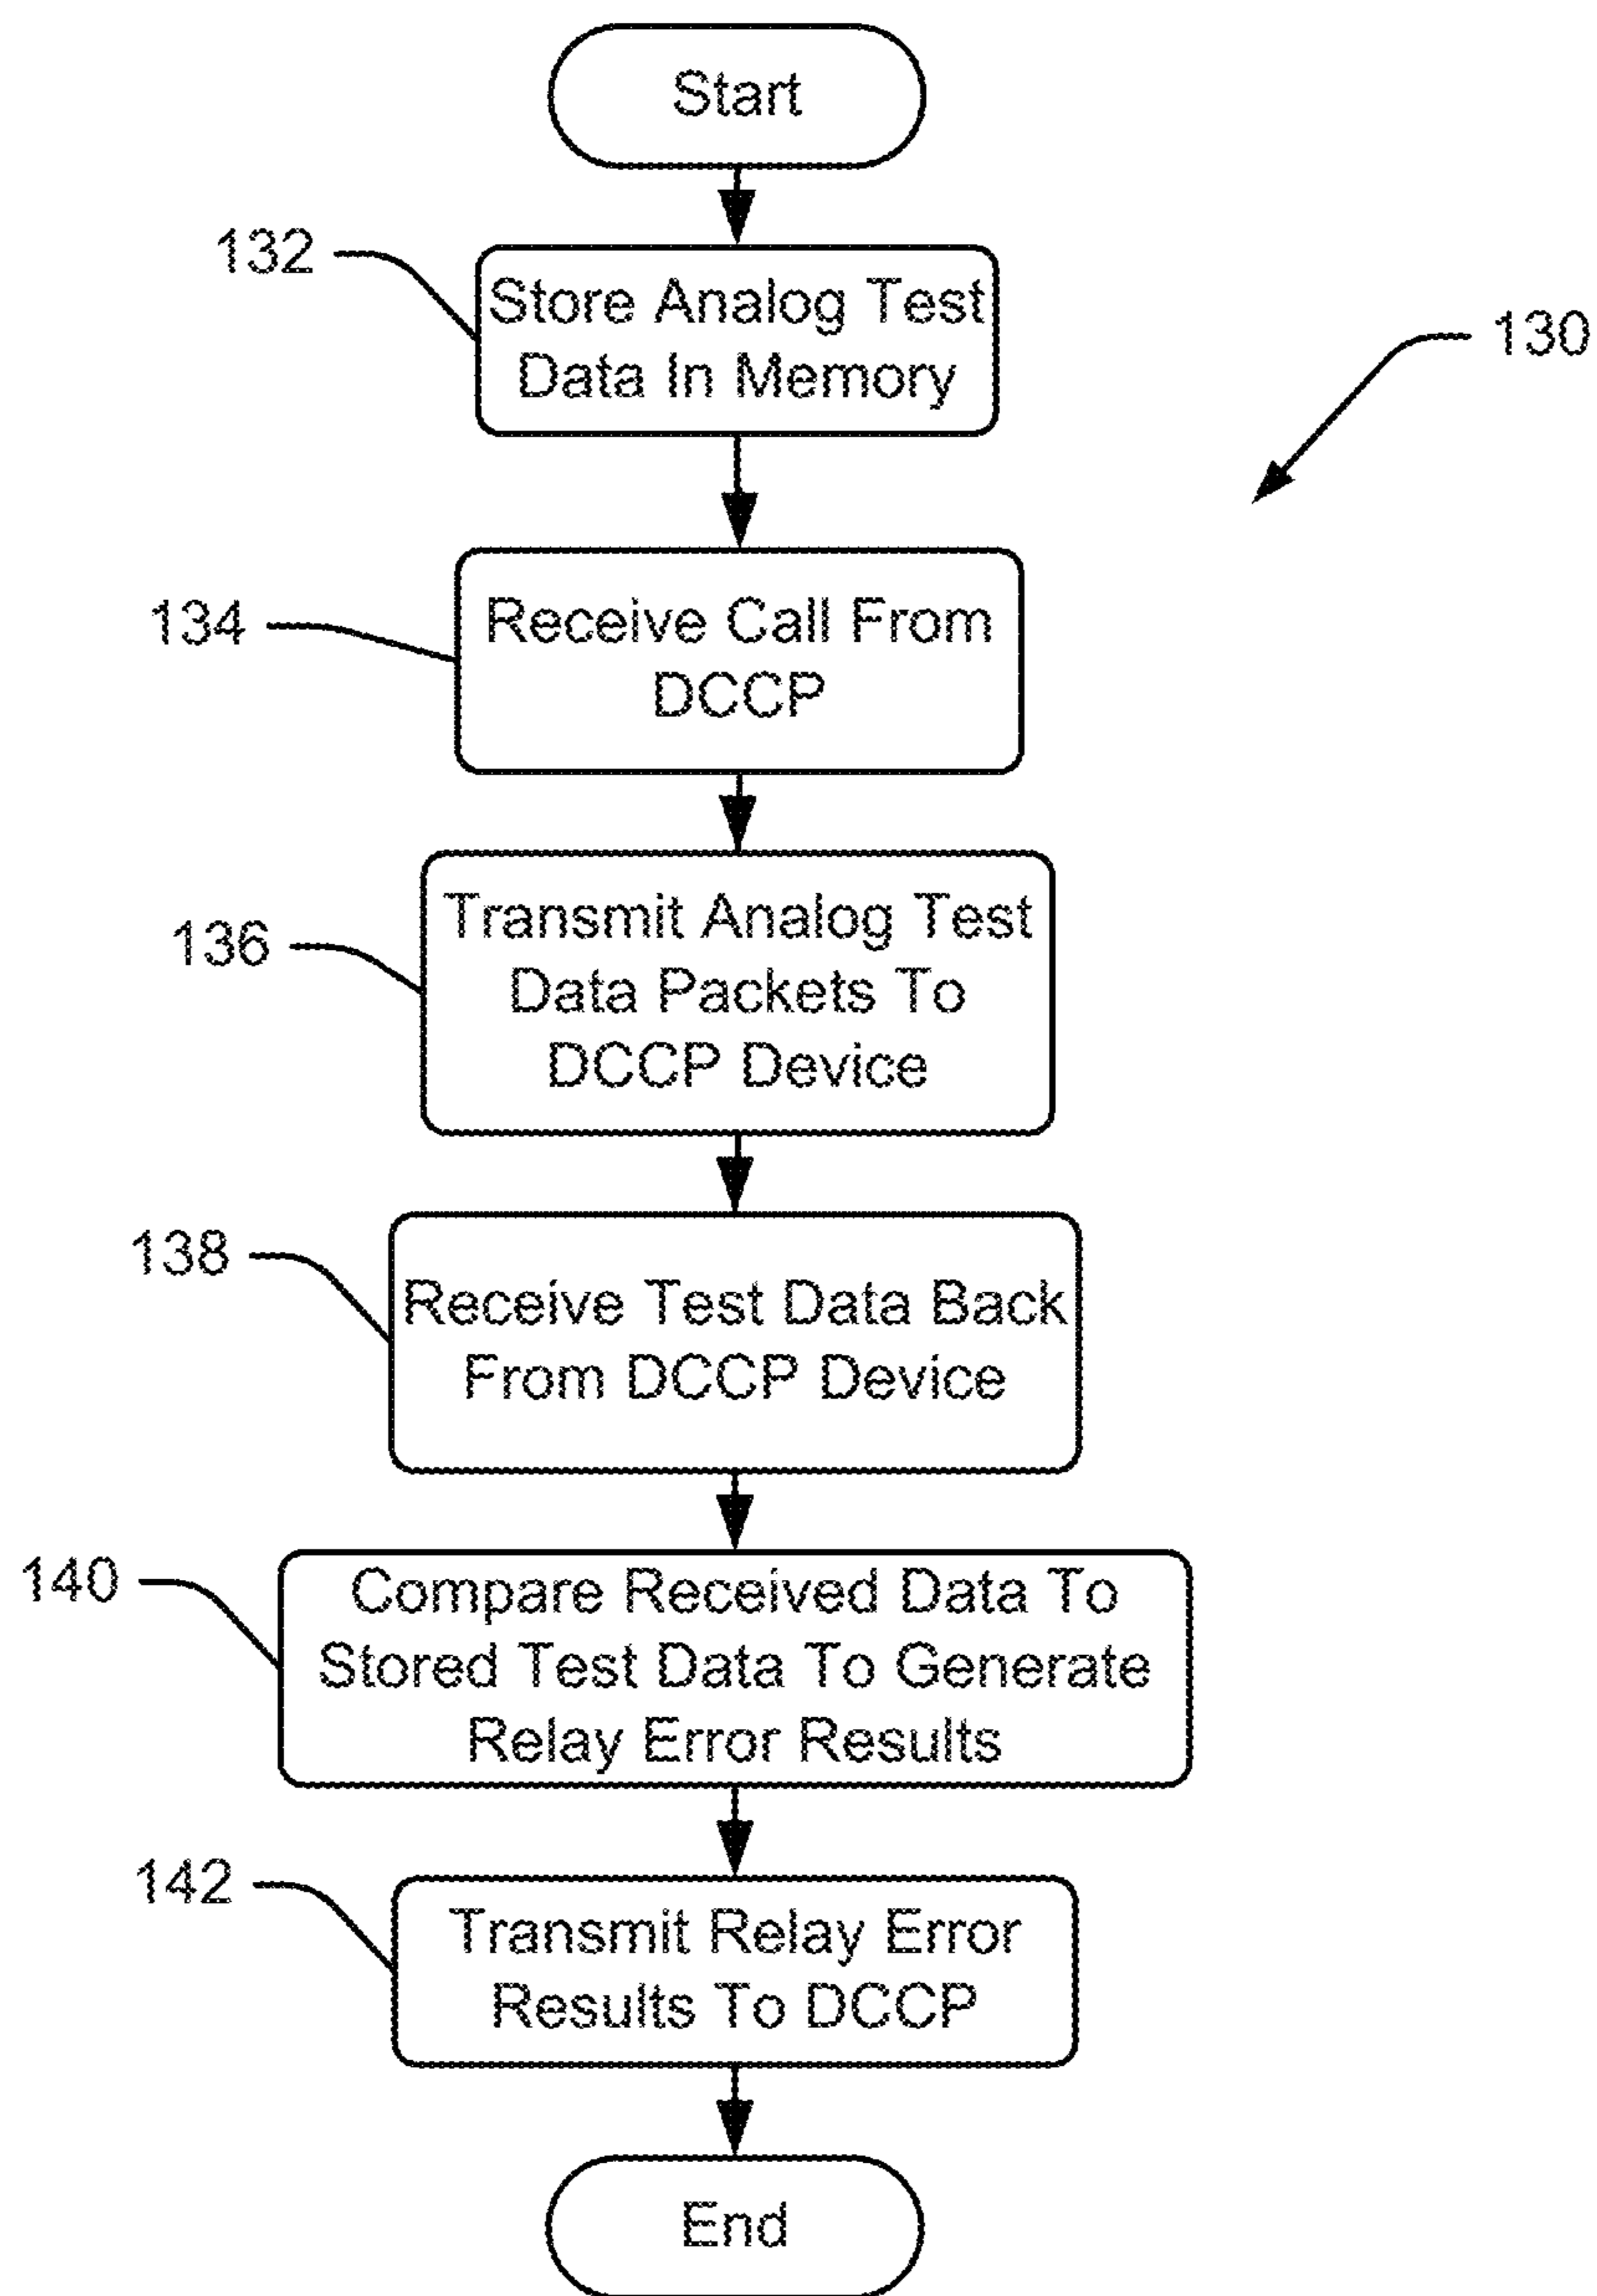 Start
132
Store Analog Test
Data In Memory
130
134
Receive Call From
DCCP
136
Transmit Analog Test
Data Packets To
DCCP Device
138
Receive Test Data Back
From DCCP Device
140
Compare Received Data To
Stored Test Data To Generate
Relay Error Results
142
Transmit Relay Error
Results To DCCP
End